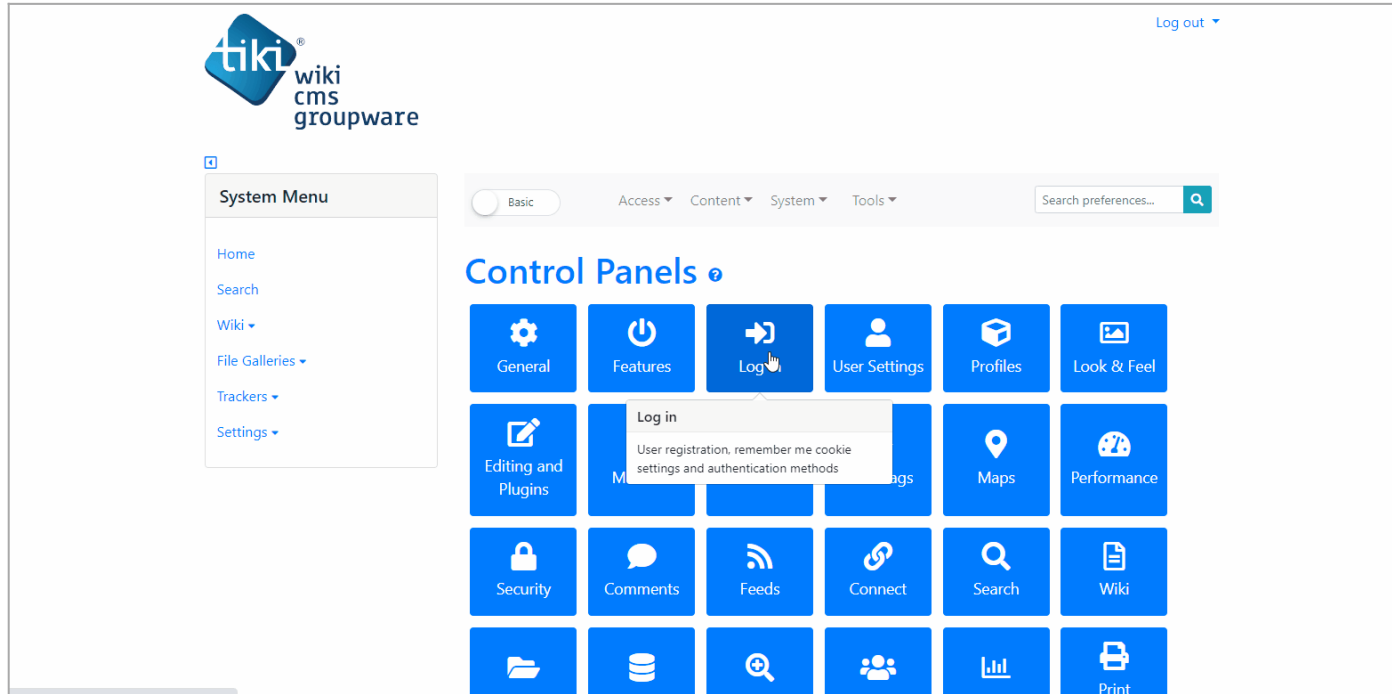 Log out
tiki®
wiki
cms
groupware
System Menu
Home
Search
Wiki
File Galleries
Trackers
Settings
Basic
Access
Content
System
Tools
Search preferences...
Control Panels
General
Features
Log in
User Settings
Profiles
Look & Feel
Log in
User registration, remember me cookie
settings and authentication methods
Editing and
Plugins
Maps
Performance
Security
Comments
Feeds
Connect
Search
Wiki
Print